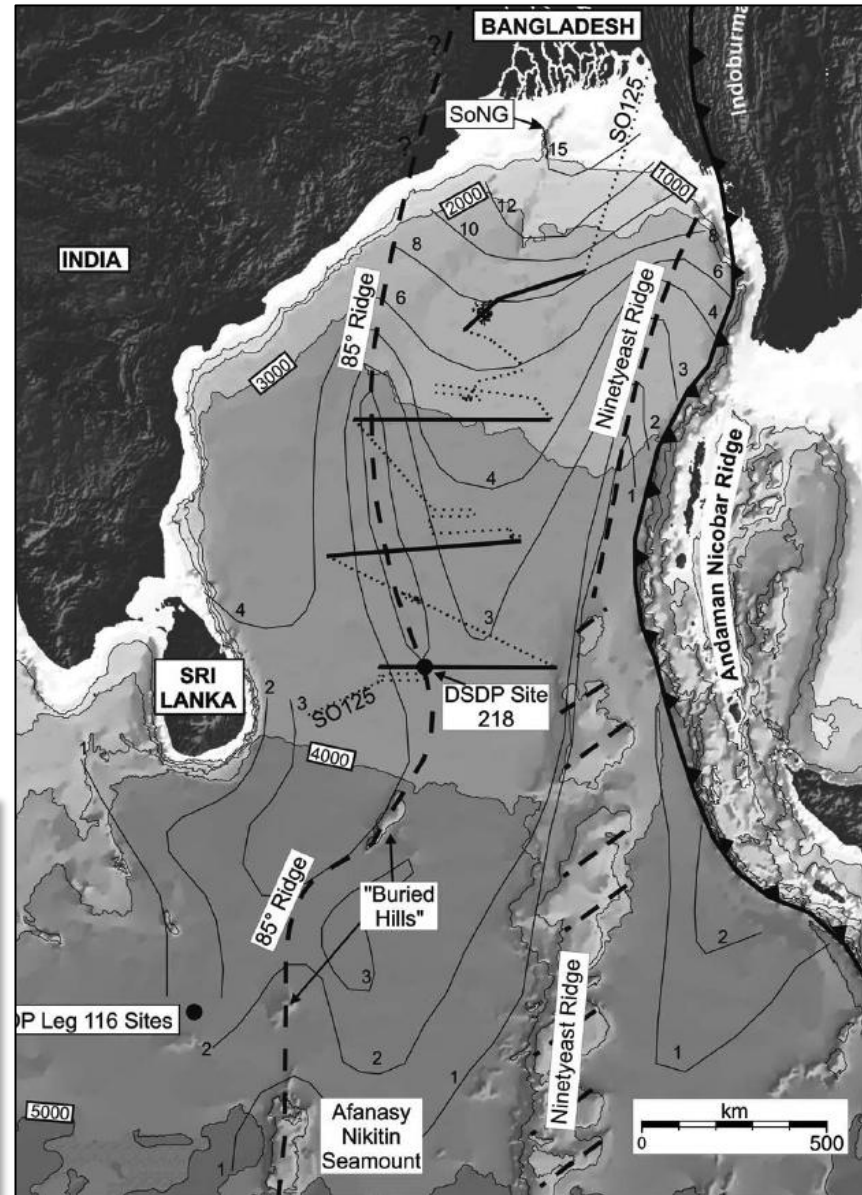 BANGLADESH
Indoburma
SO125
SoNG
?
?
15
1000
2000
12
10
8
8
INDIA
6
6
85° Ridge
Ninetyeast Ridge
4
3
3000
2
1
4
Andaman Nicobar Ridge
4
3
SRI
LANKA
2
3
SO125
DSDP Site
218
1
4000
85° Ridge
"Buried
Hills"
2
3
DP Leg 116 Sites
2
2
1
1
Ninetyeast Ridge
km
0
500
5000
Afanasy
Nikitin
Seamount
1